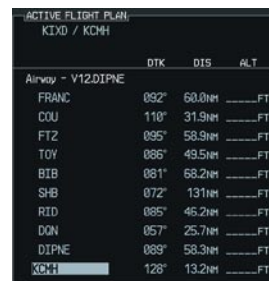 ACTIVE FLIGHT PLAN
KIXD / KCMH
DTK DIS ALT
Airway - V12.DIPNE
FRANC 092° 60.0NM _____FT
COU 110° 31.9NM _____FT
FTZ 095° 58.9NM _____FT
TOY 086° 49.5NM _____FT
BIB 081° 68.2NM _____FT
SHB 072° 131NM _____FT
RID 085° 46.2NM _____FT
DQN 057° 25.7NM _____FT
DIPNE 089° 58.3NM _____FT
KCMH 128° 13.2NM _____FT